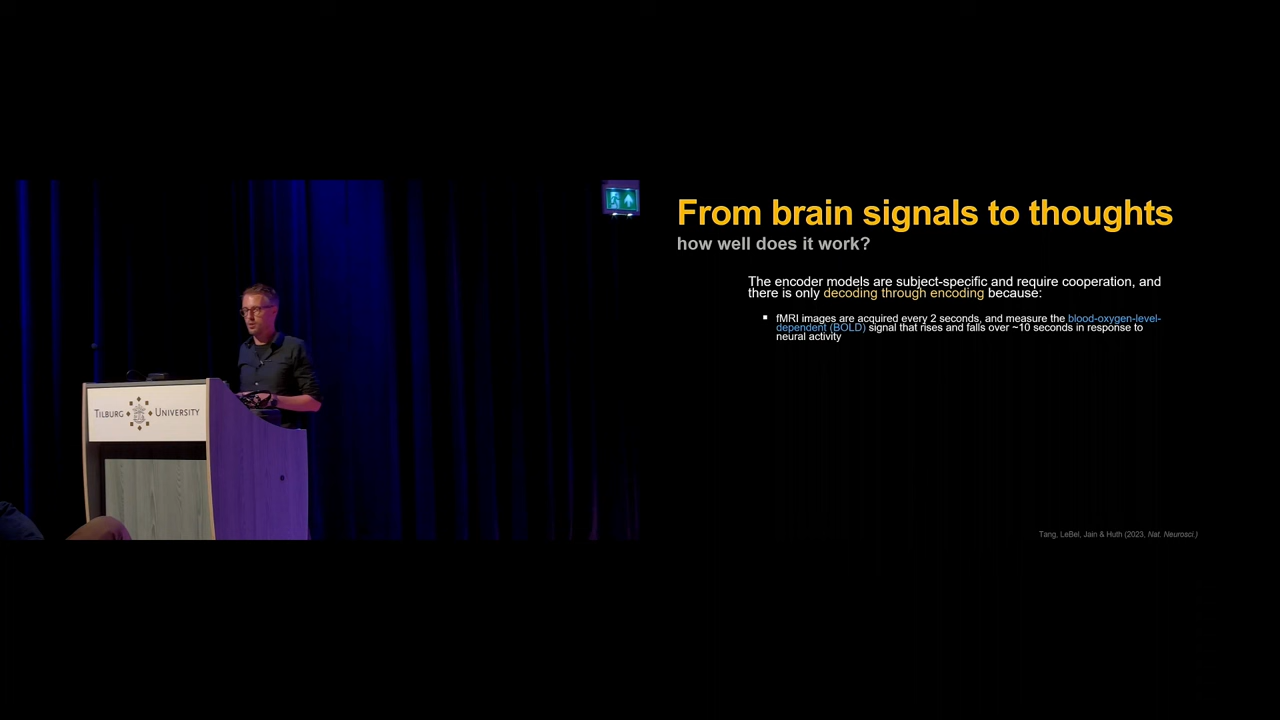 TILBURG UNIVERSITY
From brain signals to thoughts
how well does it work?
The encoder models are subject-specific and require cooperation, and
there is only decoding through encoding because:
▪ fMRI images are acquired every 2 seconds, and measure the blood-oxygen-level-
dependent (BOLD) signal that rises and falls over ~10 seconds in response to
neural activity
Tang, LeBel, Jain & Huth (2023, Nat. Neurosci.)